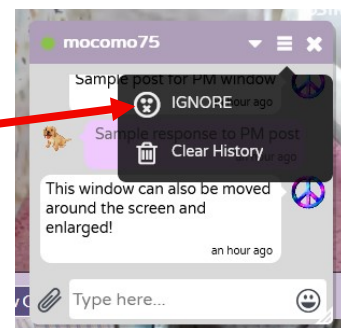 mocomo75
Sample post for PM window
IGNORE
hour ago
Sample response to PM post
Clear History
ago
This window can also be moved
around the screen and
enlarged!
an hour ago
Type here...